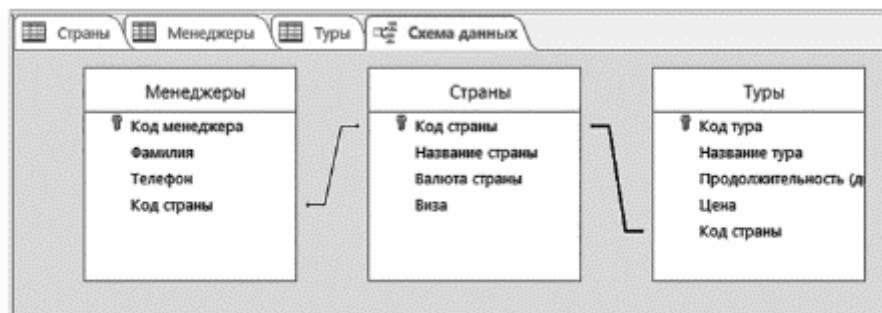 Страны Менеджеры Туры Схема данных
Менеджеры
Код менеджера
Фамилия
Телефон
Код страны
Страны
Код страны
Название страны
Валюта страны
Виза
Туры
Код тура
Название тура
Продолжительность (д
Цена
Код страны